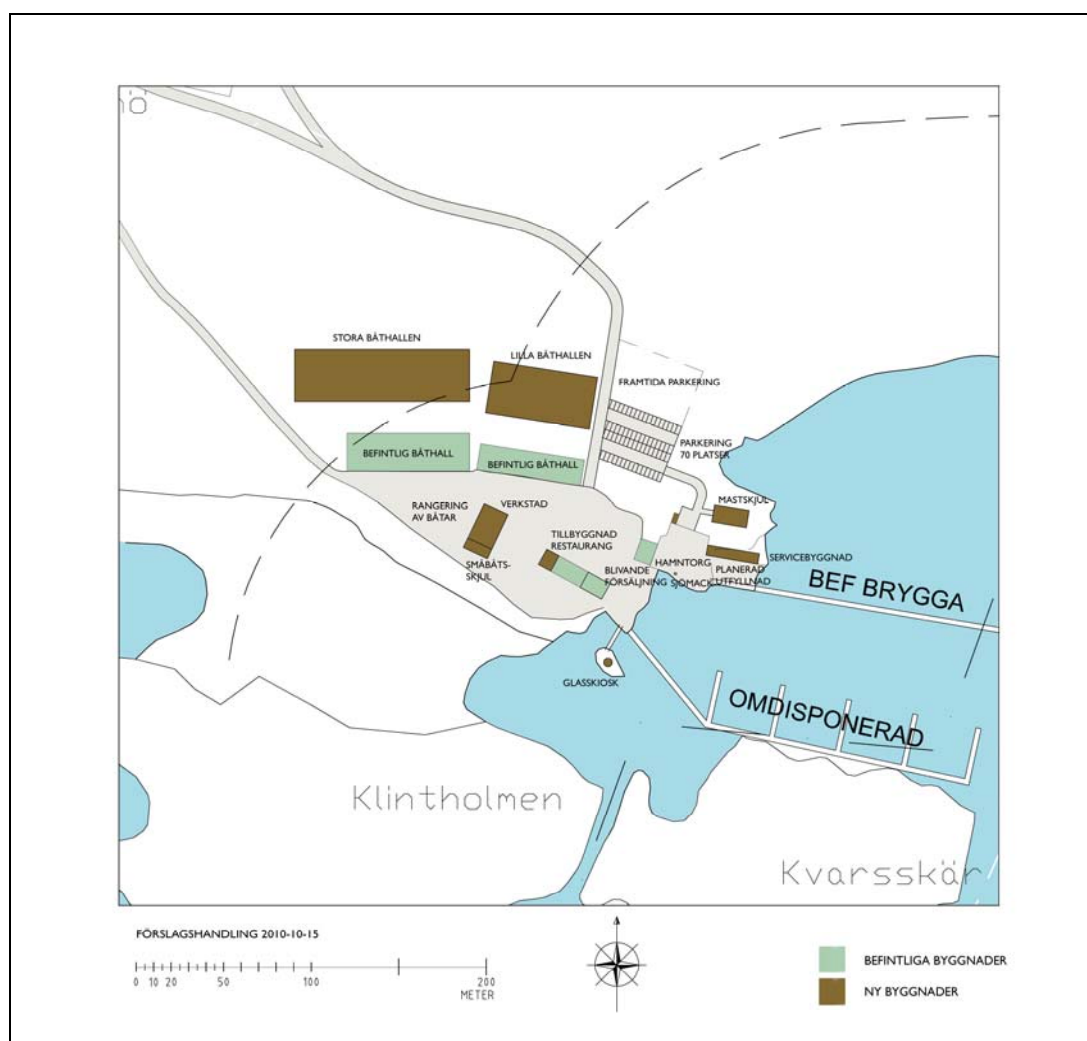 STORA BÅTHALLEN
LILLA BÅTHALLEN
FRAMTIDA PARKERING
PARKERING
70 PLATSER
BEFINTLIG BÅTHALL
BEFINTLIG BÅTHALL
MASTSKJUL
RANGERING
AV BÅTAR
VERKSTAD
TILLBYGGNAD
RESTAURANG
SMÅBÅTS-
SKJUL
BLIVANDE
FÖRSÄLJNING
HAMNTORG
SJÖMACK
SERVICEBYGGNAD
PLANERAD
UTFYLLNAD
BEF BRYGGA
GLASSKIOSK
OMDISPONERAD
Klintholmen
Kvarsskär
FÖRSLAGSHANDLING 2010-10-15
0 10 20 50 100 200
METER
BEFINTLIGA BYGGNADER
NY BYGGNADER